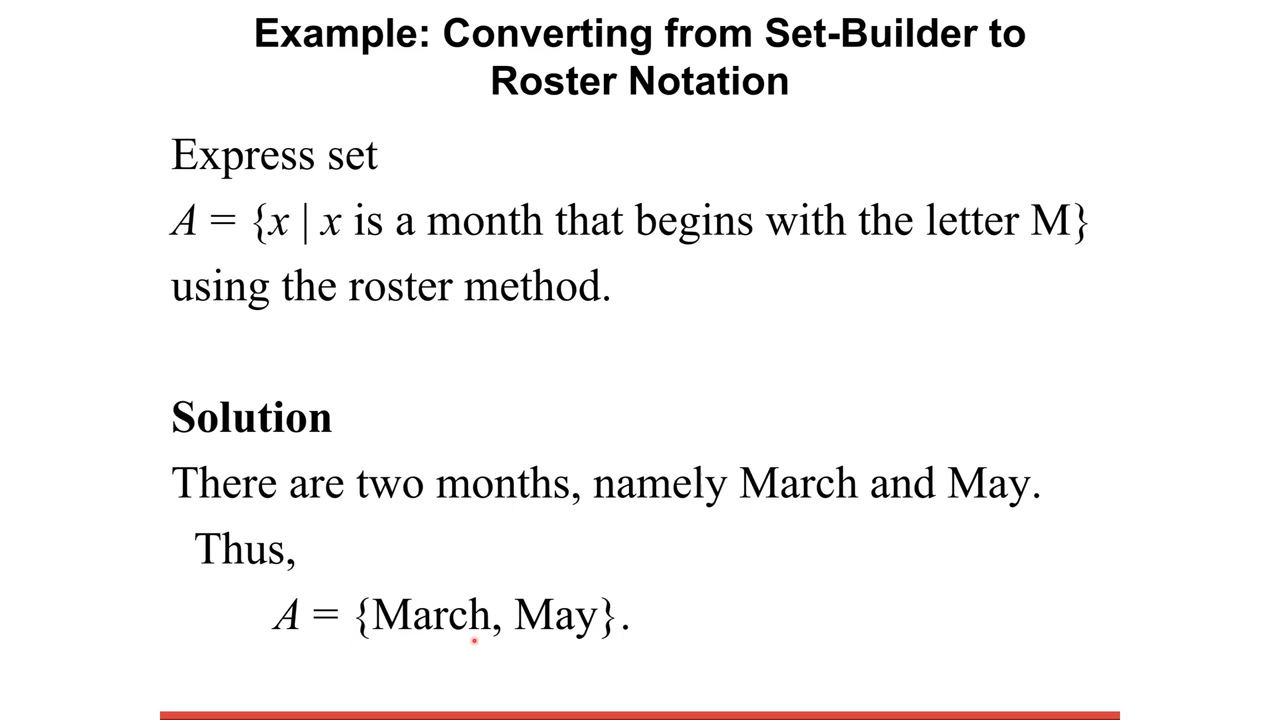 Example: Converting from Set-Builder to
Roster Notation
Express set
A = {x | x is a month that begins with the letter M}
using the roster method.
Solution
There are two months, namely March and May.
Thus,
A = {March, May}.